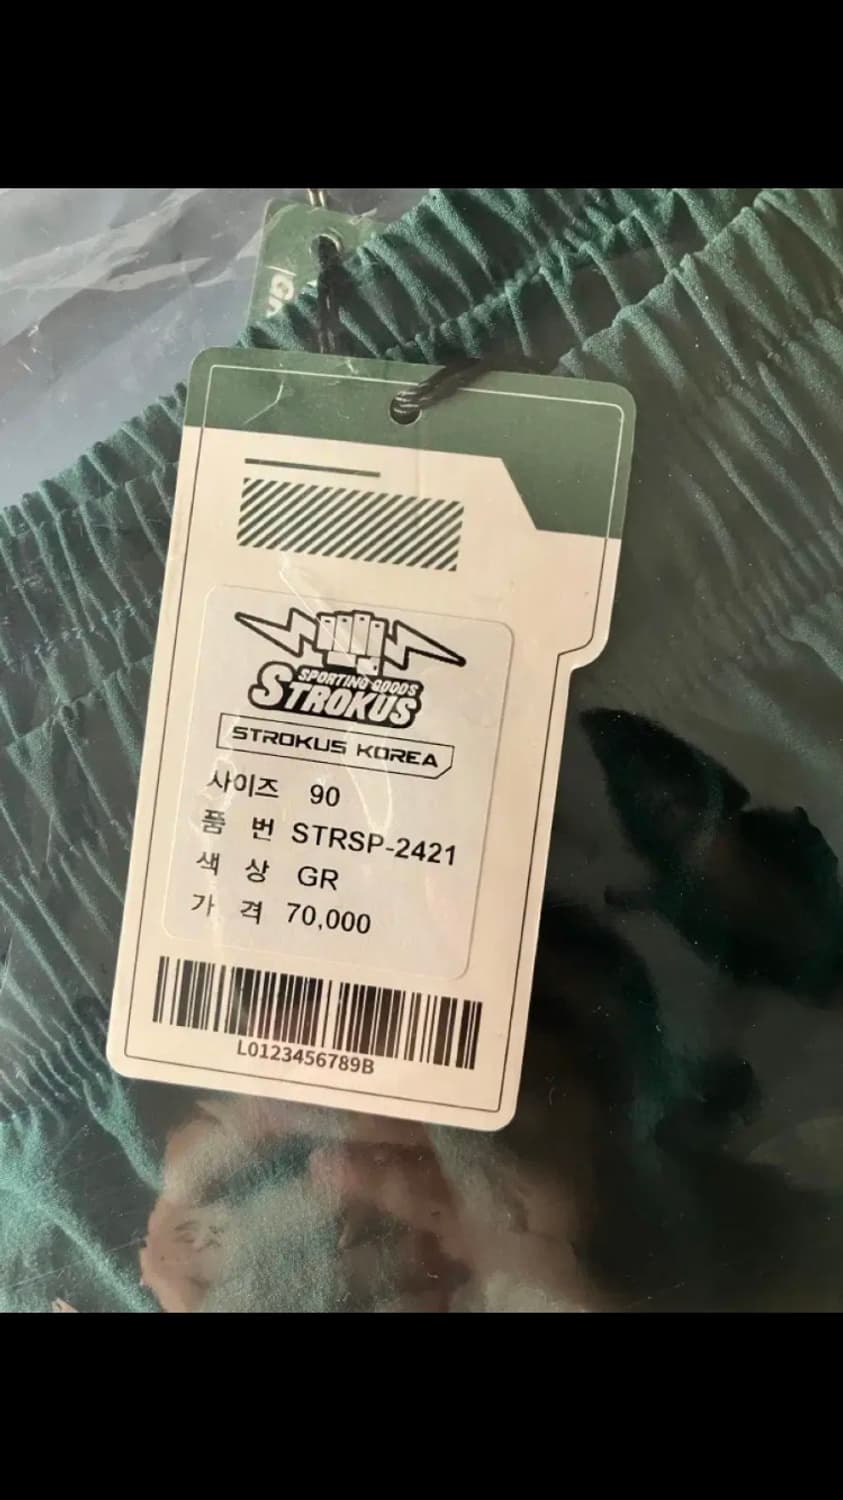 SPORTING GOODS
STROKUS
STROKUS KOREA
사이즈 90
품 번 STRSP-2421
색 상 GR
가 격 70,000
L0123456789B